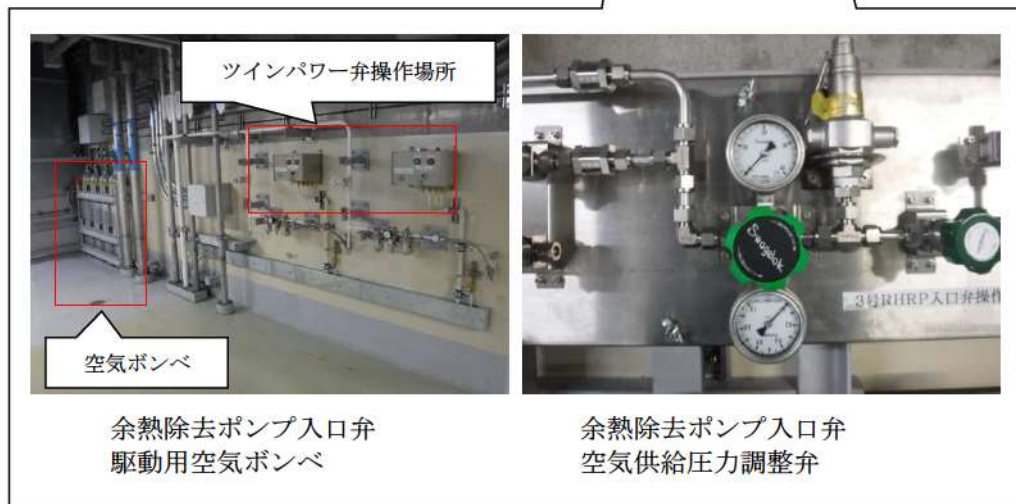 ツインパワー弁操作場所
空気ボンベ
Swagelok
3号RHRP入口弁操作
余熱除去ポンプ入口弁
駆動用空気ボンベ
余熱除去ポンプ入口弁
空気供給圧力調整弁